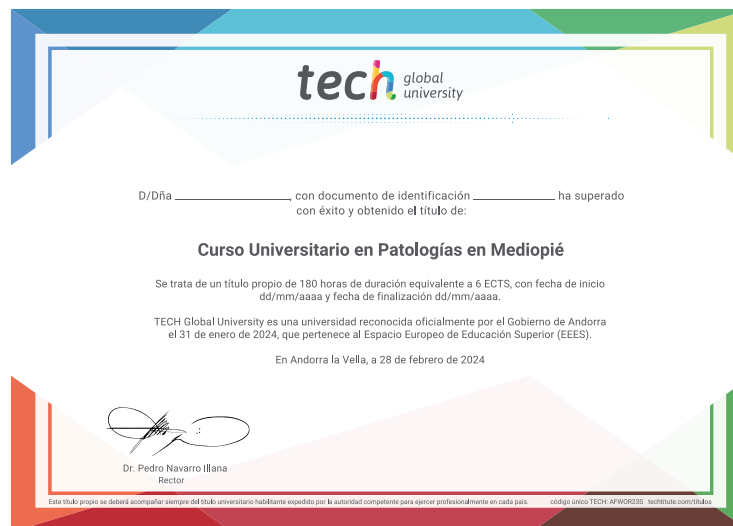 tech global
university
D/Dña ______________, con documento de identificación __________ ha superado
con éxito y obtenido el título de:
Curso Universitario en Patologías en Mediopié
Se trata de un título propio de 180 horas de duración equivalente a 6 ECTS, con fecha de inicio
dd/mm/aaaa y fecha de finalización dd/mm/aaaa.
TECH Global University es una universidad reconocida oficialmente por el Gobierno de Andorra
el 31 de enero de 2024, que pertenece al Espacio Europeo de Educación Superior (EEES).
En Andorra la Vella, a 28 de febrero de 2024
Dr. Pedro Navarro Illana
Rector
Este título propio se deberá acompañar siempre del título universitario habilitante expedido por la autoridad competente para ejercer profesionalmente en cada país. código único TECH: AFWOR23S techtitute.com/titulos